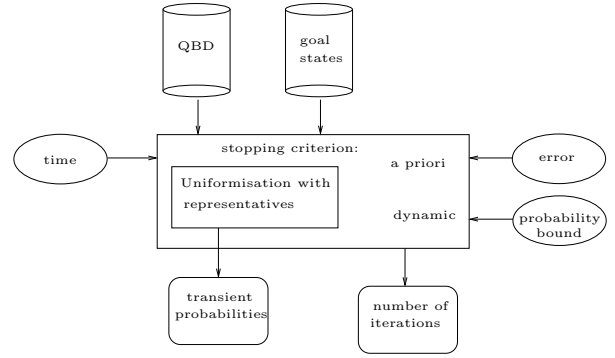 QBD
goal
states
stopping criterion:
time
a priori
error
Uniformisation with
representatives
dynamic
probability
bound
transient
probabilities
number of
iterations